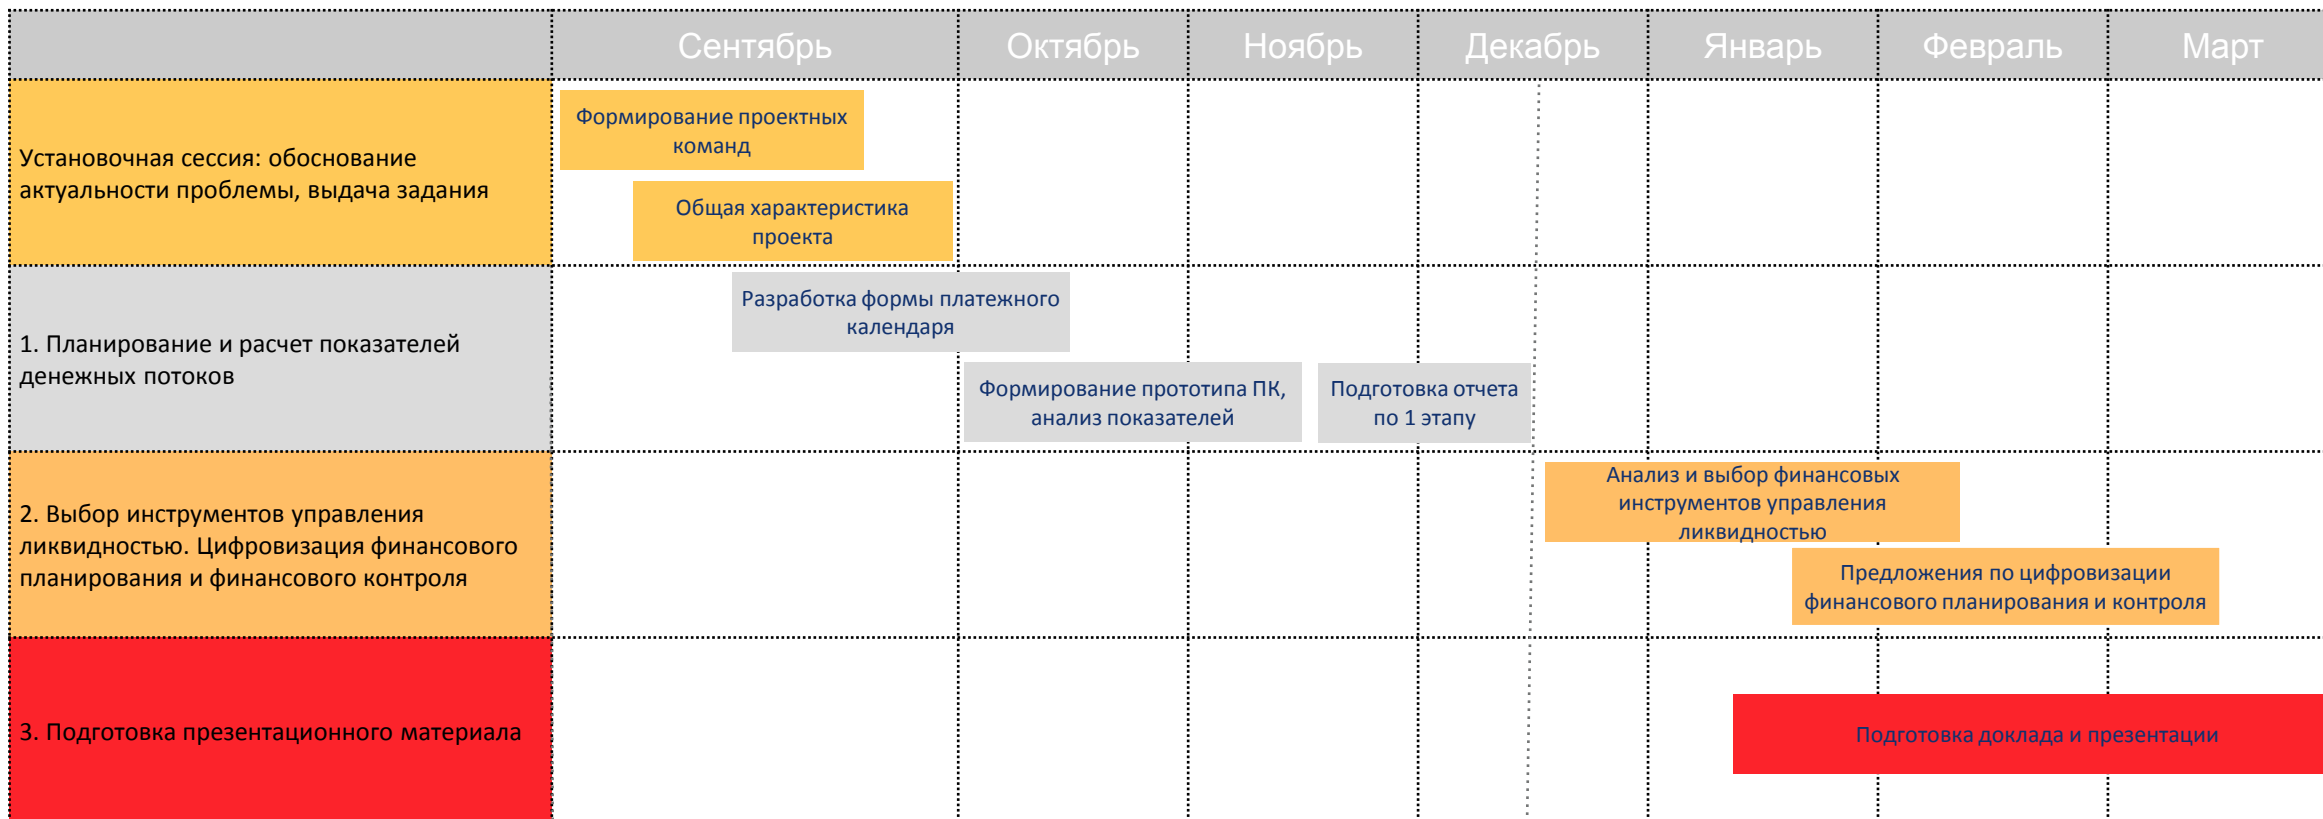 Сентябрь Октябрь Ноябрь Декабрь Январь Февраль Март
Установочная сессия: обоснование
актуальности проблемы, выдача задания
Формирование проектных
команд
Общая характеристика
проекта
1. Планирование и расчет показателей
денежных потоков
Разработка формы платежного
календаря
Формирование прототипа ПК,
анализ показателей
Подготовка отчета
по 1 этапу
2. Выбор инструментов управления
ликвидностью. Цифровизация финансового
планирования и финансового контроля
Анализ и выбор финансовых
инструментов управления
ликвидностью
Предложения по цифровизации
финансового планирования и контроля
3. Подготовка презентационного материала
Подготовка доклада и презентации